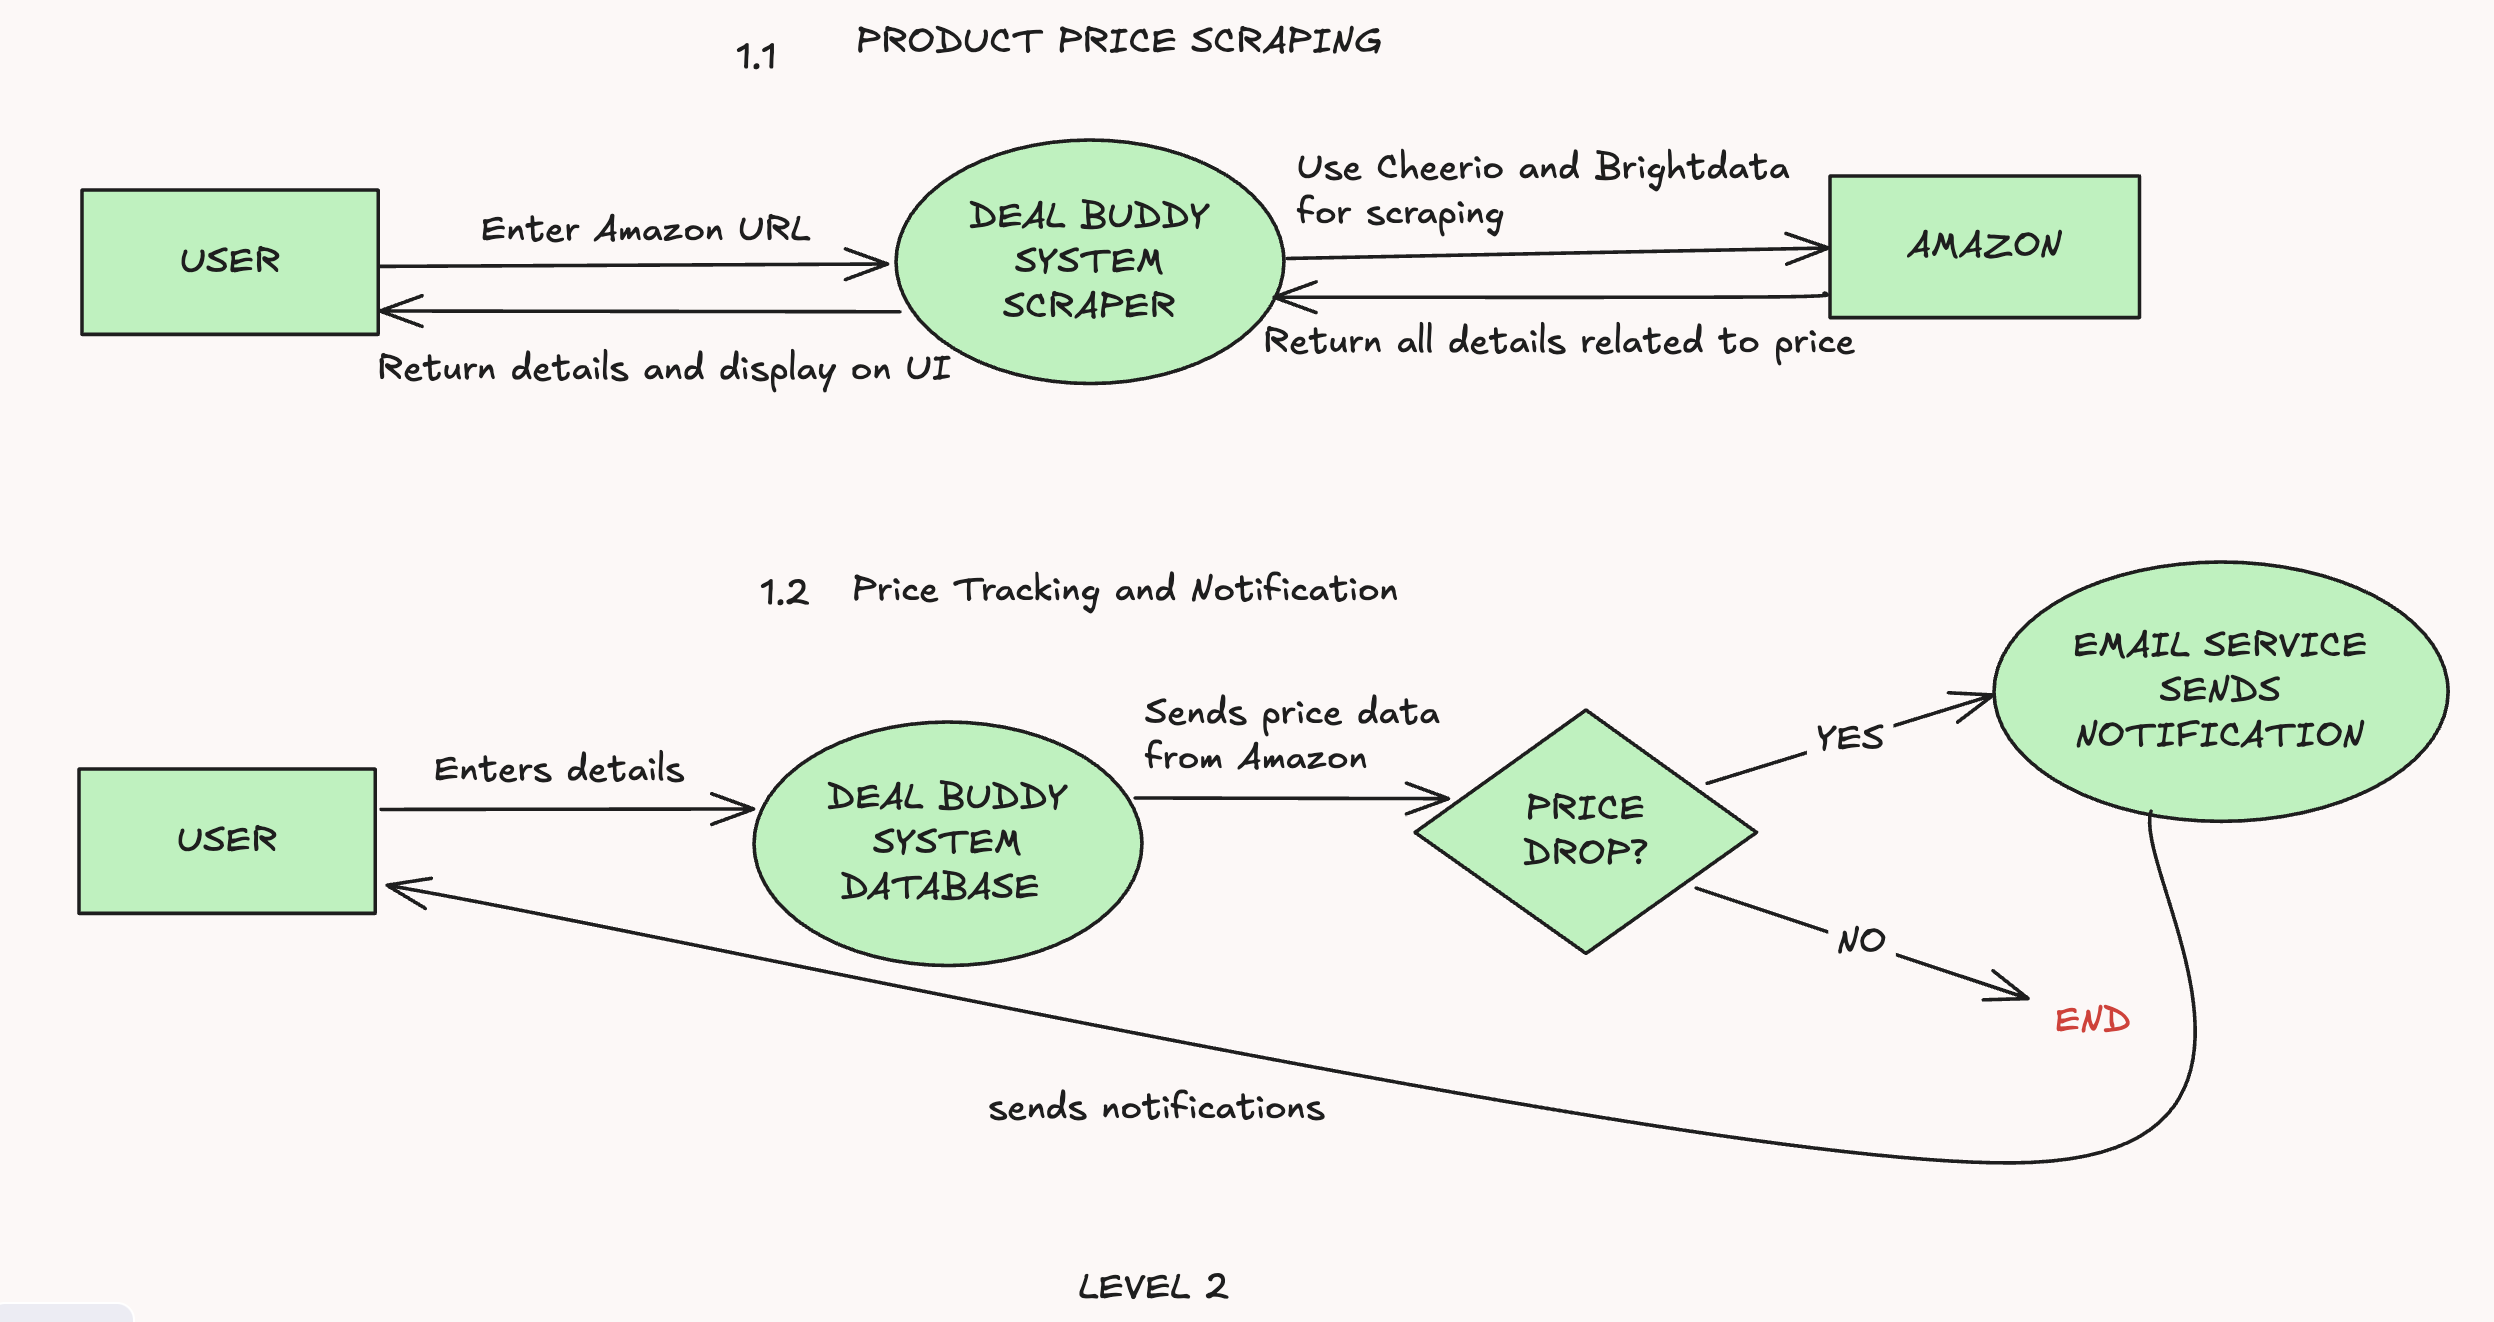 1.1 PRODUCT PRICE SCRAPING
USER
Enter Amazon URL
Return details and display on UI
DEAL BUDDY
SYSTEM
SCRAPER
Use Cheerio and Brightdata
for scraping
Return all details related to price
AMAZON
1.2 Price Tracking and Notification
USER
Enters details
DEAL BUDDY
SYSTEM
DATABASE
Sends price data
from Amazon
PRICE
DROP?
YES
EMAIL SERVICE
SENDS
NOTIFICATION
NO
END
sends notifications
LEVEL 2